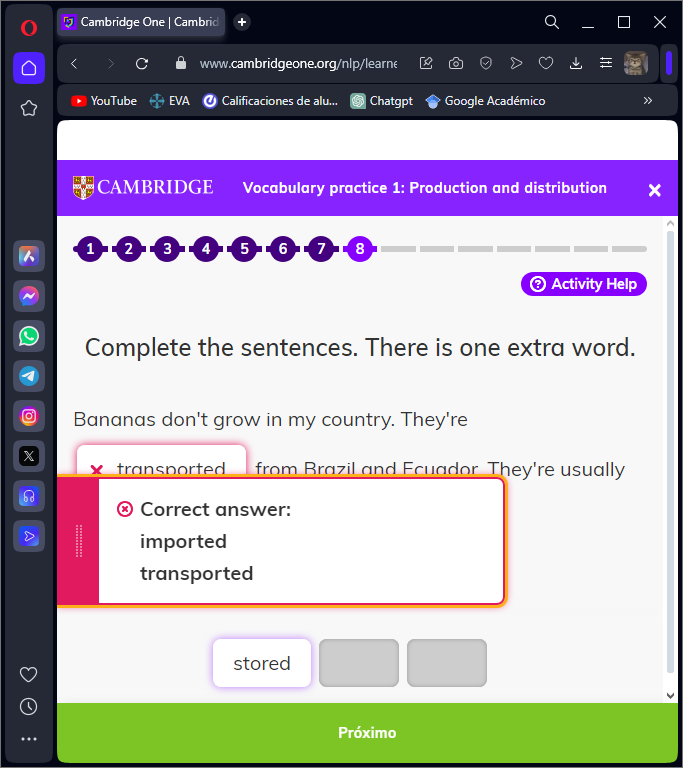 Cambridge One | Cambrid
www.cambridgeone.org/nlp/learne
YouTube
EVA
Calificaciones de alu...
Chatgpt
Google Académico
»
CAMBRIDGE
Vocabulary practice 1: Production and distribution
1 2 3 4 5 6 7 8
Activity Help
Complete the sentences. There is one extra word.
Bananas don't grow in my country. They're
transported from Brazil and Ecuador. They're usually
Correct answer:
imported
transported
stored
Próximo